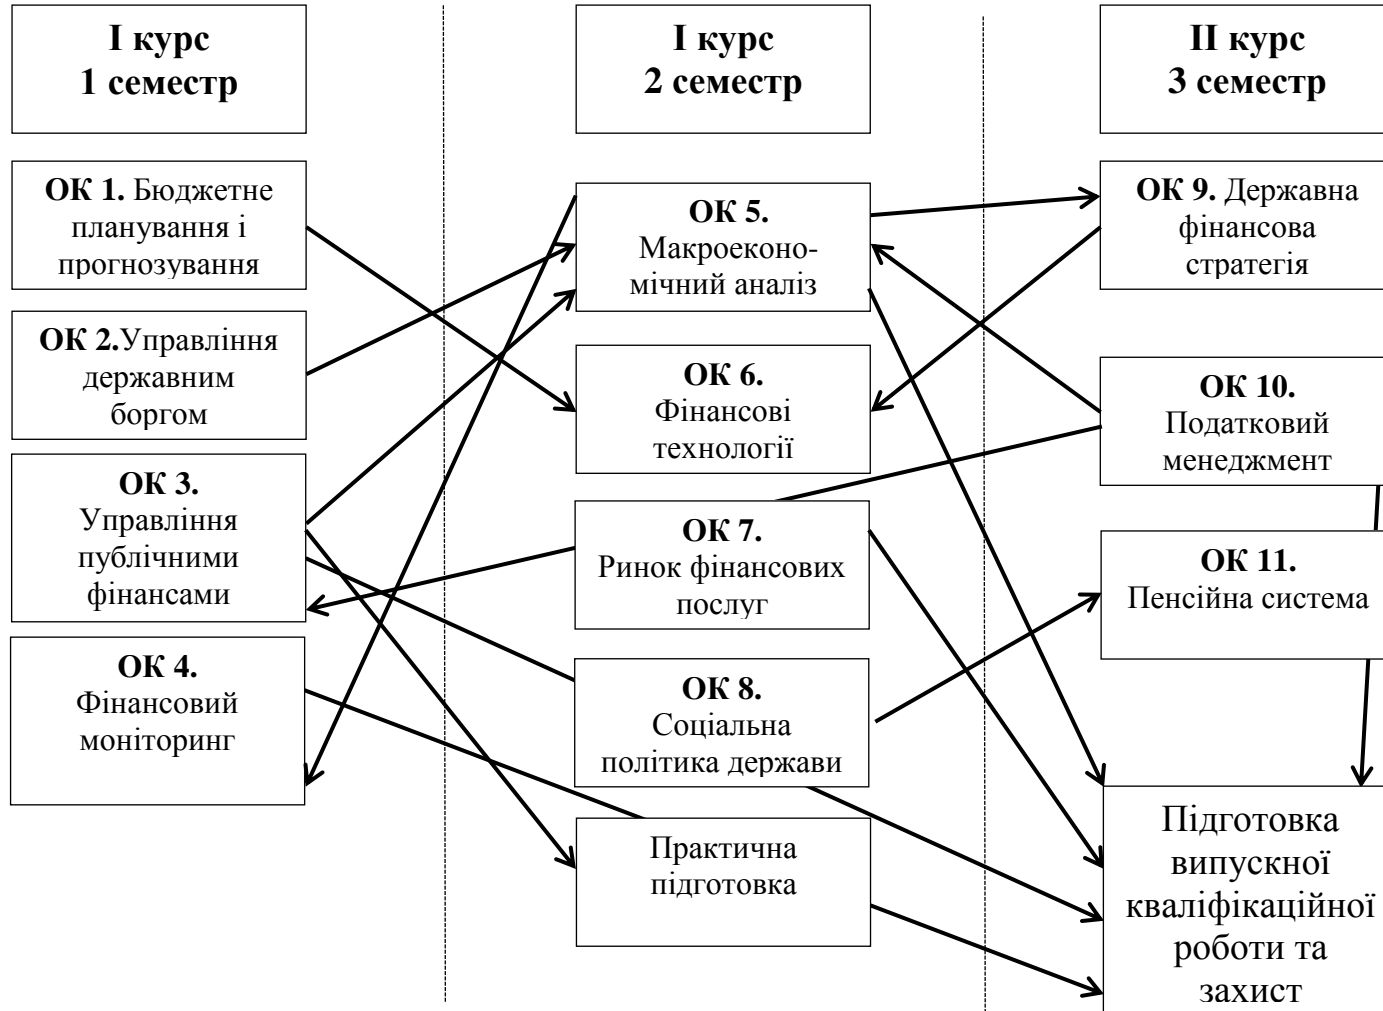 І курс
1 семестр
І курс
2 семестр
ІІ курс
3 семестр
ОК 1. Бюджетне
планування і
прогнозування
ОК 2.Управління
державним
боргом
ОК 3.
Управління
публічними
фінансами
ОК 4.
Фінансовий
моніторинг
ОК 5.
Макроеконо-
мічний аналіз
ОК 6.
Фінансові
технології
ОК 7.
Ринок фінансових
послуг
ОК 8.
Соціальна
політика держави
Практична
підготовка
ОК 9. Державна
фінансова
стратегія
ОК 10.
Податковий
менеджмент
ОК 11.
Пенсійна система
Підготовка
випускної
кваліфікаційної
роботи та
захист